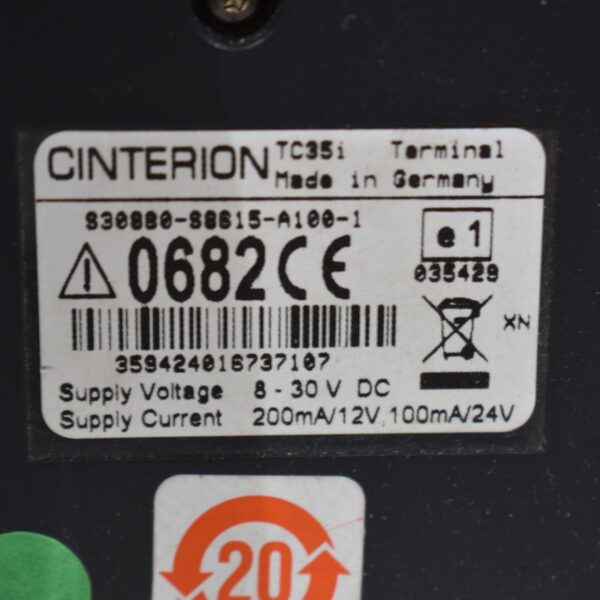 CINTERION TC35i Terminal
Made in Germany
S30880-S8615-A100-1
e 1
0682 CE
035429
XN
359424016737107
Supply Voltage 8 - 30 V DC
Supply Current 200mA/12V, 100mA/24V
20